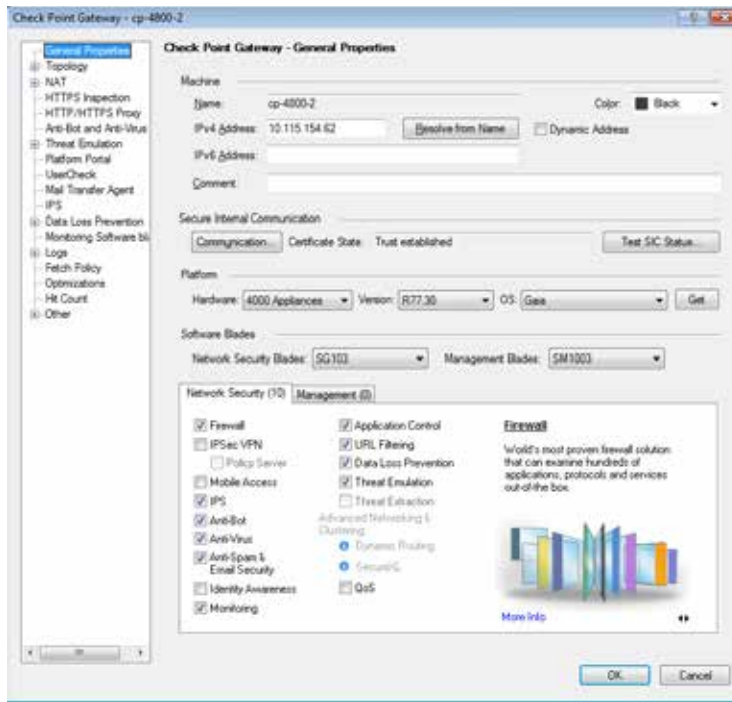 Check Point Gateway - cp-4800-2
General Properties
Topology
NAT
HTTPS Inspection
HTTP/HTTPS Proxy
Anti-Bot and Anti-Virus
Threat Emulation
Platform Portal
UserCheck
Mail Transfer Agent
IPS
Data Loss Prevention
Monitoring Software bl
Logs
Fetch Policy
Optimizations
Hit Count
Other
Check Point Gateway - General Properties
Machine
Name: cp-4800-2 Color: Black
IPv4 Address: 10.115.154.62 Resolve from Name Dynamic Address
IPv6 Address:
Comment:
Secure Internal Communication
Communication... Certificate State: Trust established Test SIC Status...
Platform
Hardware: 4000 Appliances Version: R77.30 OS: Gaia Get
Software Blades
Network Security Blades: SG103 Management Blades: SM1003
Network Security (10) Management (0)
Firewall
IPSec VPN
Policy Server
Mobile Access
IPS
Anti-Bot
Anti-Virus
Anti-Spam &
Email Security
Identity Awareness
Monitoring
Application Control
URL Filtering
Data Loss Prevention
Threat Emulation
Threat Extraction
Advanced Networking &
Clustering:
Dynamic Routing
SecureXL
QoS
Firewall
World's most proven firewall solution
that can examine hundreds of
applications, protocols and services
out-of-the box.
More Info
OK Cancel